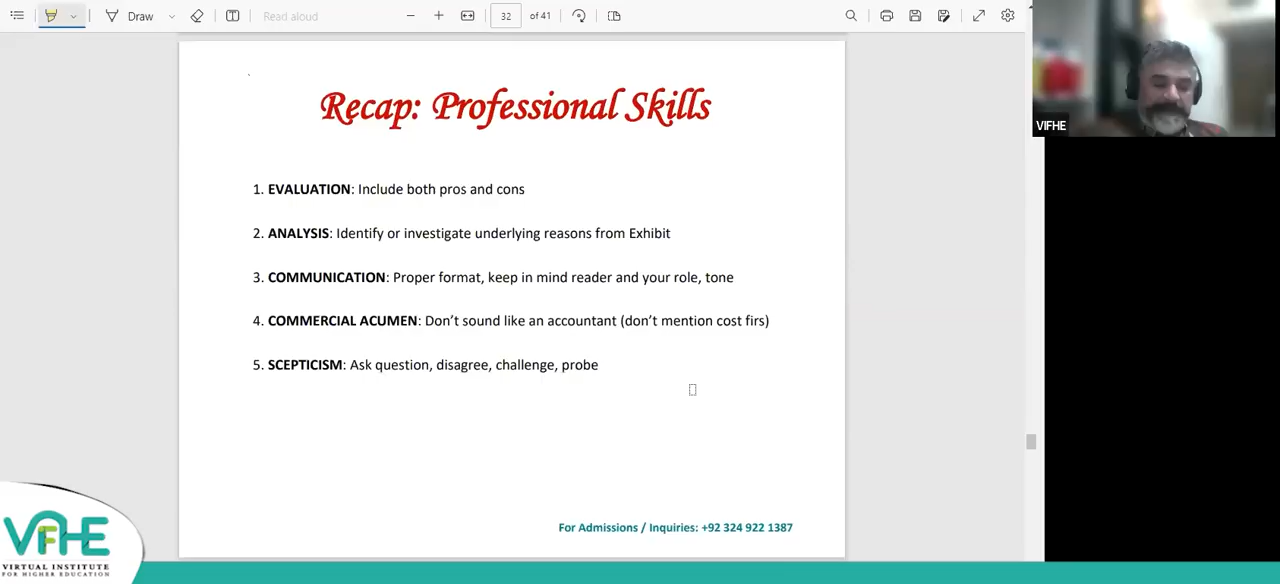 Draw
Read aloud
32
of 41
Recap: Professional Skills
VIFHE
1. EVALUATION: Include both pros and cons
2. ANALYSIS: Identify or investigate underlying reasons from Exhibit
3. COMMUNICATION: Proper format, keep in mind reader and your role, tone
4. COMMERCIAL ACUMEN: Don't sound like an accountant (don't mention cost firs)
5. SCEPTICISM: Ask question, disagree, challenge, probe
For Admissions / Inquiries: +92 324 922 1387
VIFHE
VIRTUAL INSTITUTE
FOR HIGHER EDUCATION